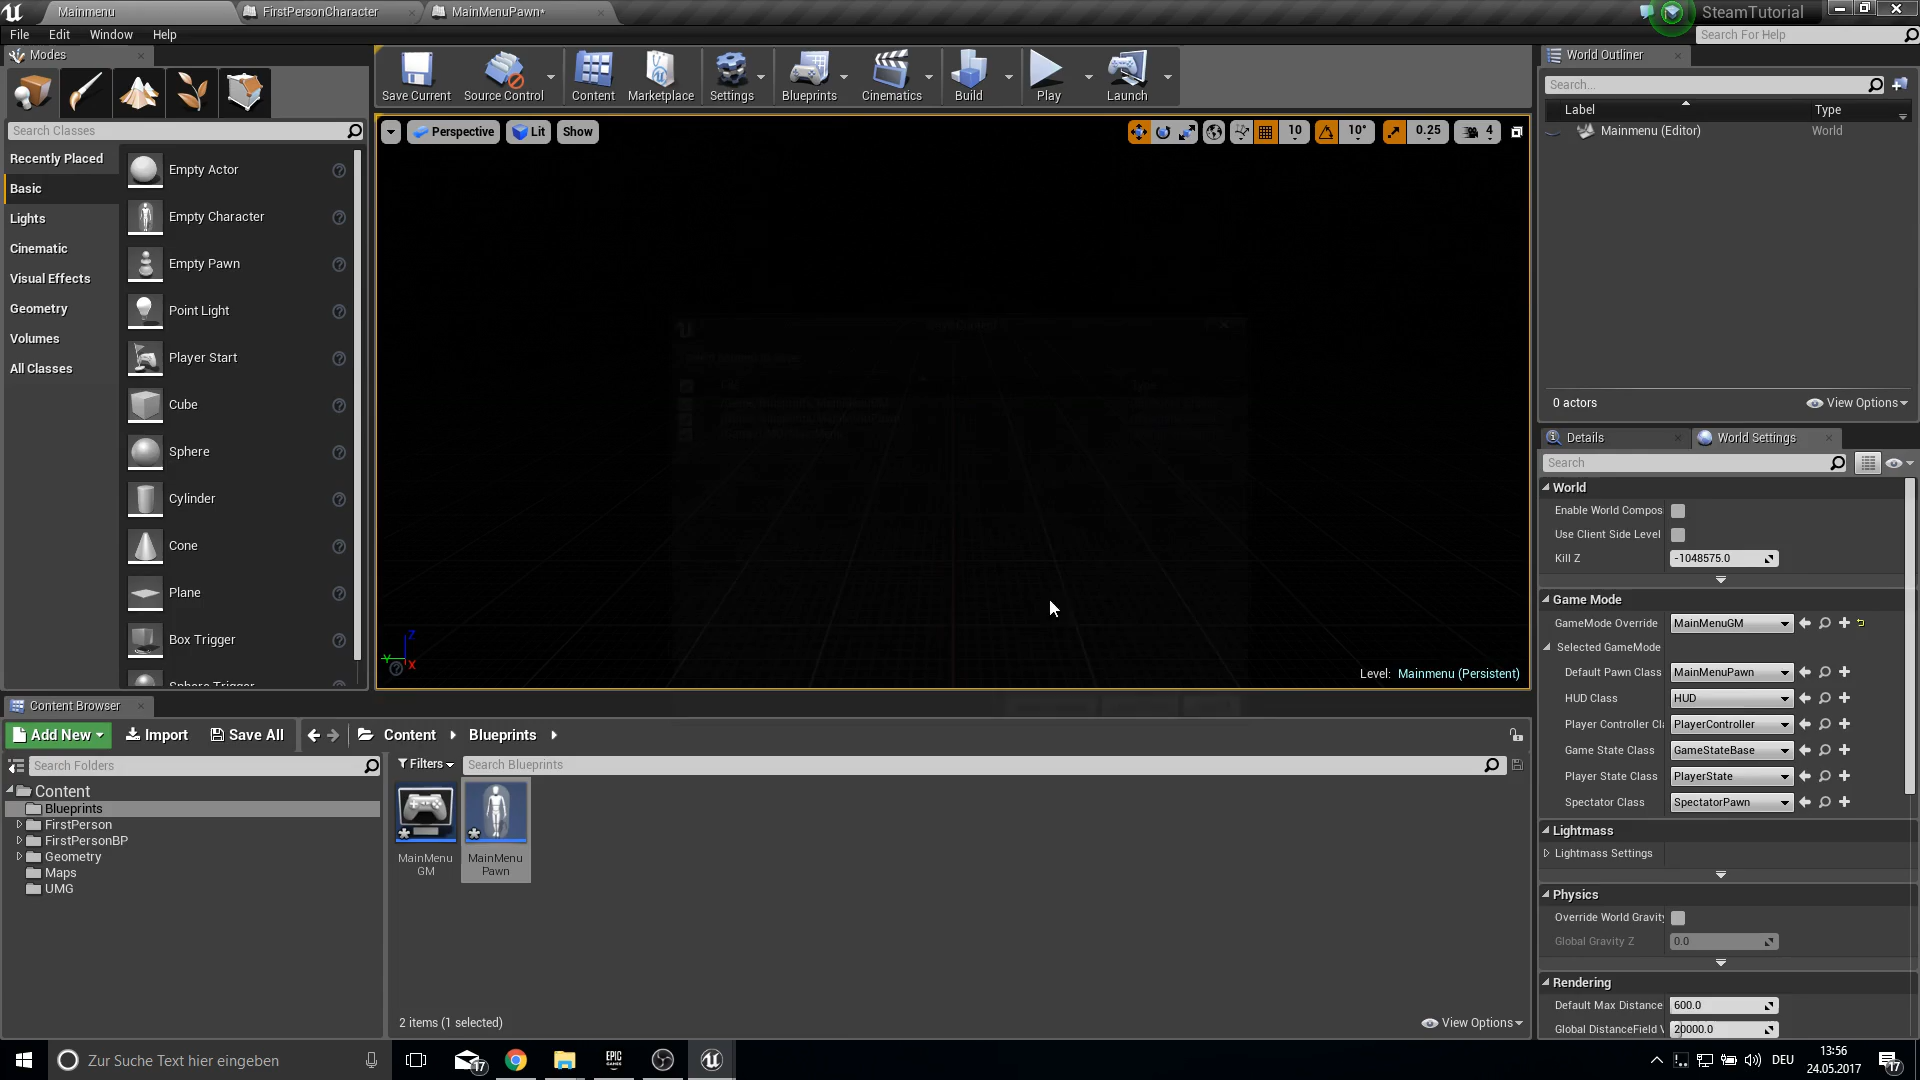 Mainmenu
FirstPersonCharacter
MainMenuPawn*
SteamTutorial
File Edit Window Help
Search For Help
Modes
Save Current
Source Control
Content
Marketplace
Settings
Blueprints
Cinematics
Build
Play
Launch
World Outliner
Search...
Label Type
Mainmenu (Editor) World
0 actors
View Options
Search Classes
Recently Placed
Basic
Lights
Cinematic
Visual Effects
Geometry
Volumes
All Classes
Empty Actor
Empty Character
Empty Pawn
Point Light
Player Start
Cube
Sphere
Cylinder
Cone
Plane
Box Trigger
Sphere Trigger
Perspective
Lit
Show
10
10°
0.25
4
Z
Y
X
Level: Mainmenu (Persistent)
Details
World Settings
Search
World
Enable World Compos
Use Client Side Level
Kill Z -1048575.0
Game Mode
GameMode Override MainMenuGM
Selected GameMode
Default Pawn Class MainMenuPawn
HUD Class HUD
Player Controller Cl PlayerController
Game State Class GameStateBase
Player State Class PlayerState
Spectator Class SpectatorPawn
Lightmass
Lightmass Settings
Physics
Override World Gravity
Global Gravity Z 0.0
Rendering
Default Max Distance 600.0
Global DistanceField V 20000.0
Content Browser
Add New
Import
Save All
Content
Blueprints
Search Folders
Filters
Search Blueprints
Content
Blueprints
FirstPerson
FirstPersonBP
Geometry
Maps
UMG
MainMenu
GM
MainMenu
Pawn
2 items (1 selected)
View Options
Zur Suche Text hier eingeben
17
EPIC
GAMES
DEU
13:56
24.05.2017
17